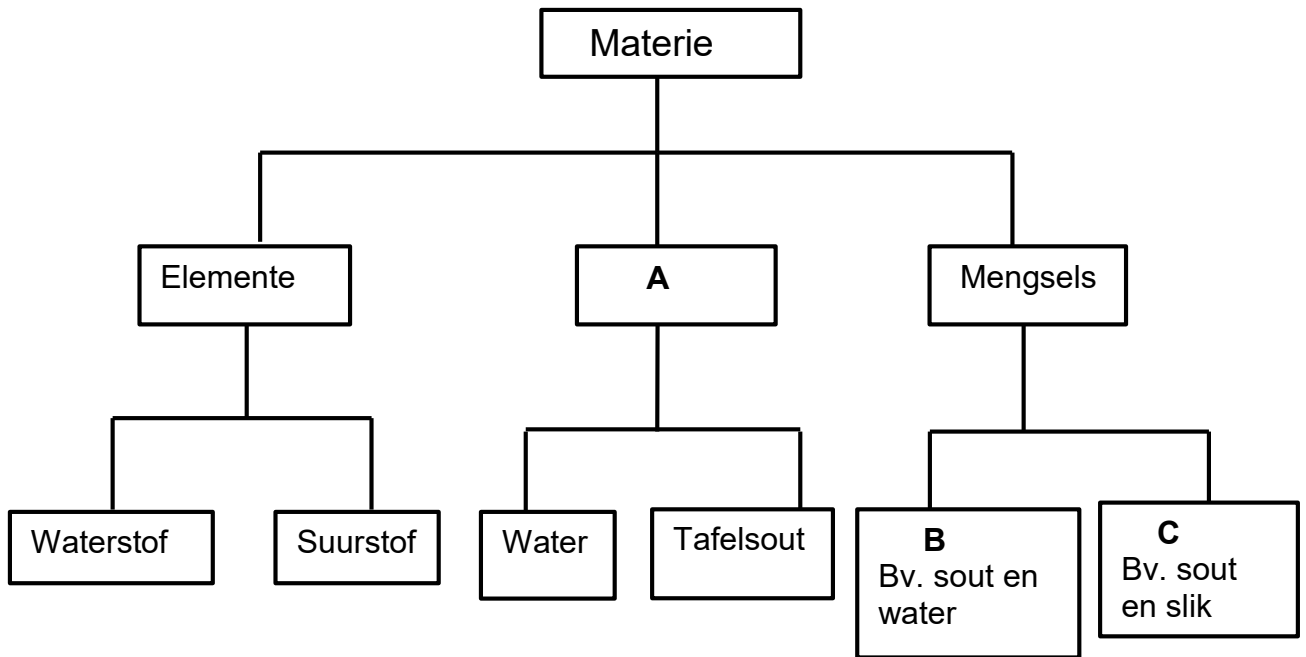 Materie
Elemente
A
Mengsels
Waterstof
Suurstof
Water
Tafelsout
B
Bv. sout en
water
C
Bv. sout
en slik